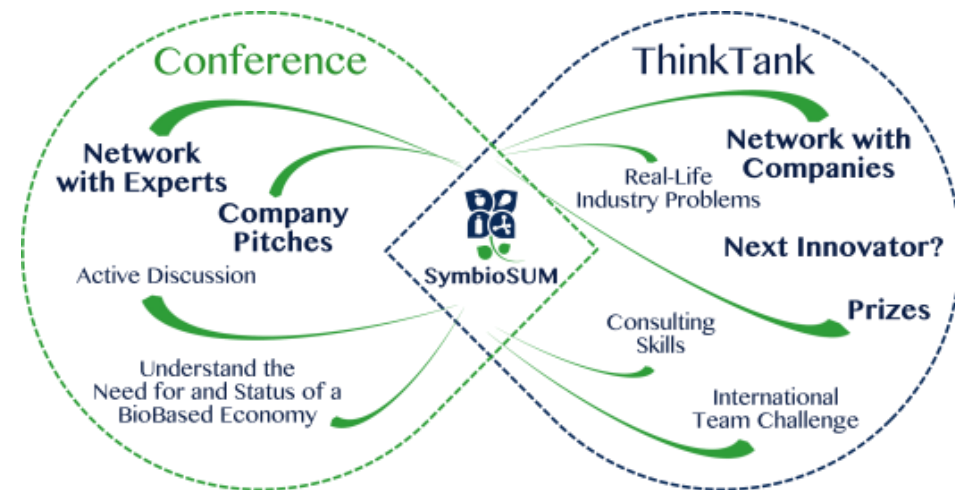 Conference
Network
with Experts
Company
Pitches
Active Discussion
Understand the
Need for and Status of a
BioBased Economy
SymbioSUM
ThinkTank
Network with
Companies
Real-Life
Industry Problems
Next Innovator?
Prizes
Consulting
Skills
International
Team Challenge